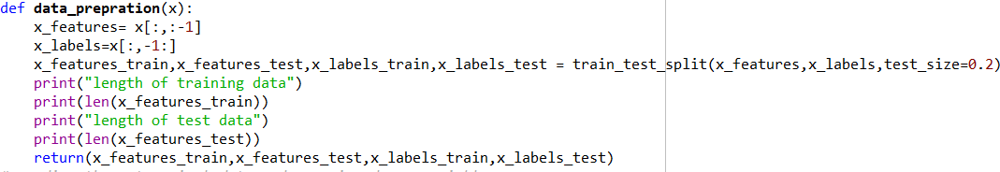 def data_prepration(x):
    x_features= x[:,:-1]
    x_labels=x[:,-1:]
    x_features_train,x_features_test,x_labels_train,x_labels_test = train_test_split(x_features,x_labels,test_size=0.2)
    print("length of training data")
    print(len(x_features_train))
    print("length of test data")
    print(len(x_features_test))
    return(x_features_train,x_features_test,x_labels_train,x_labels_test)